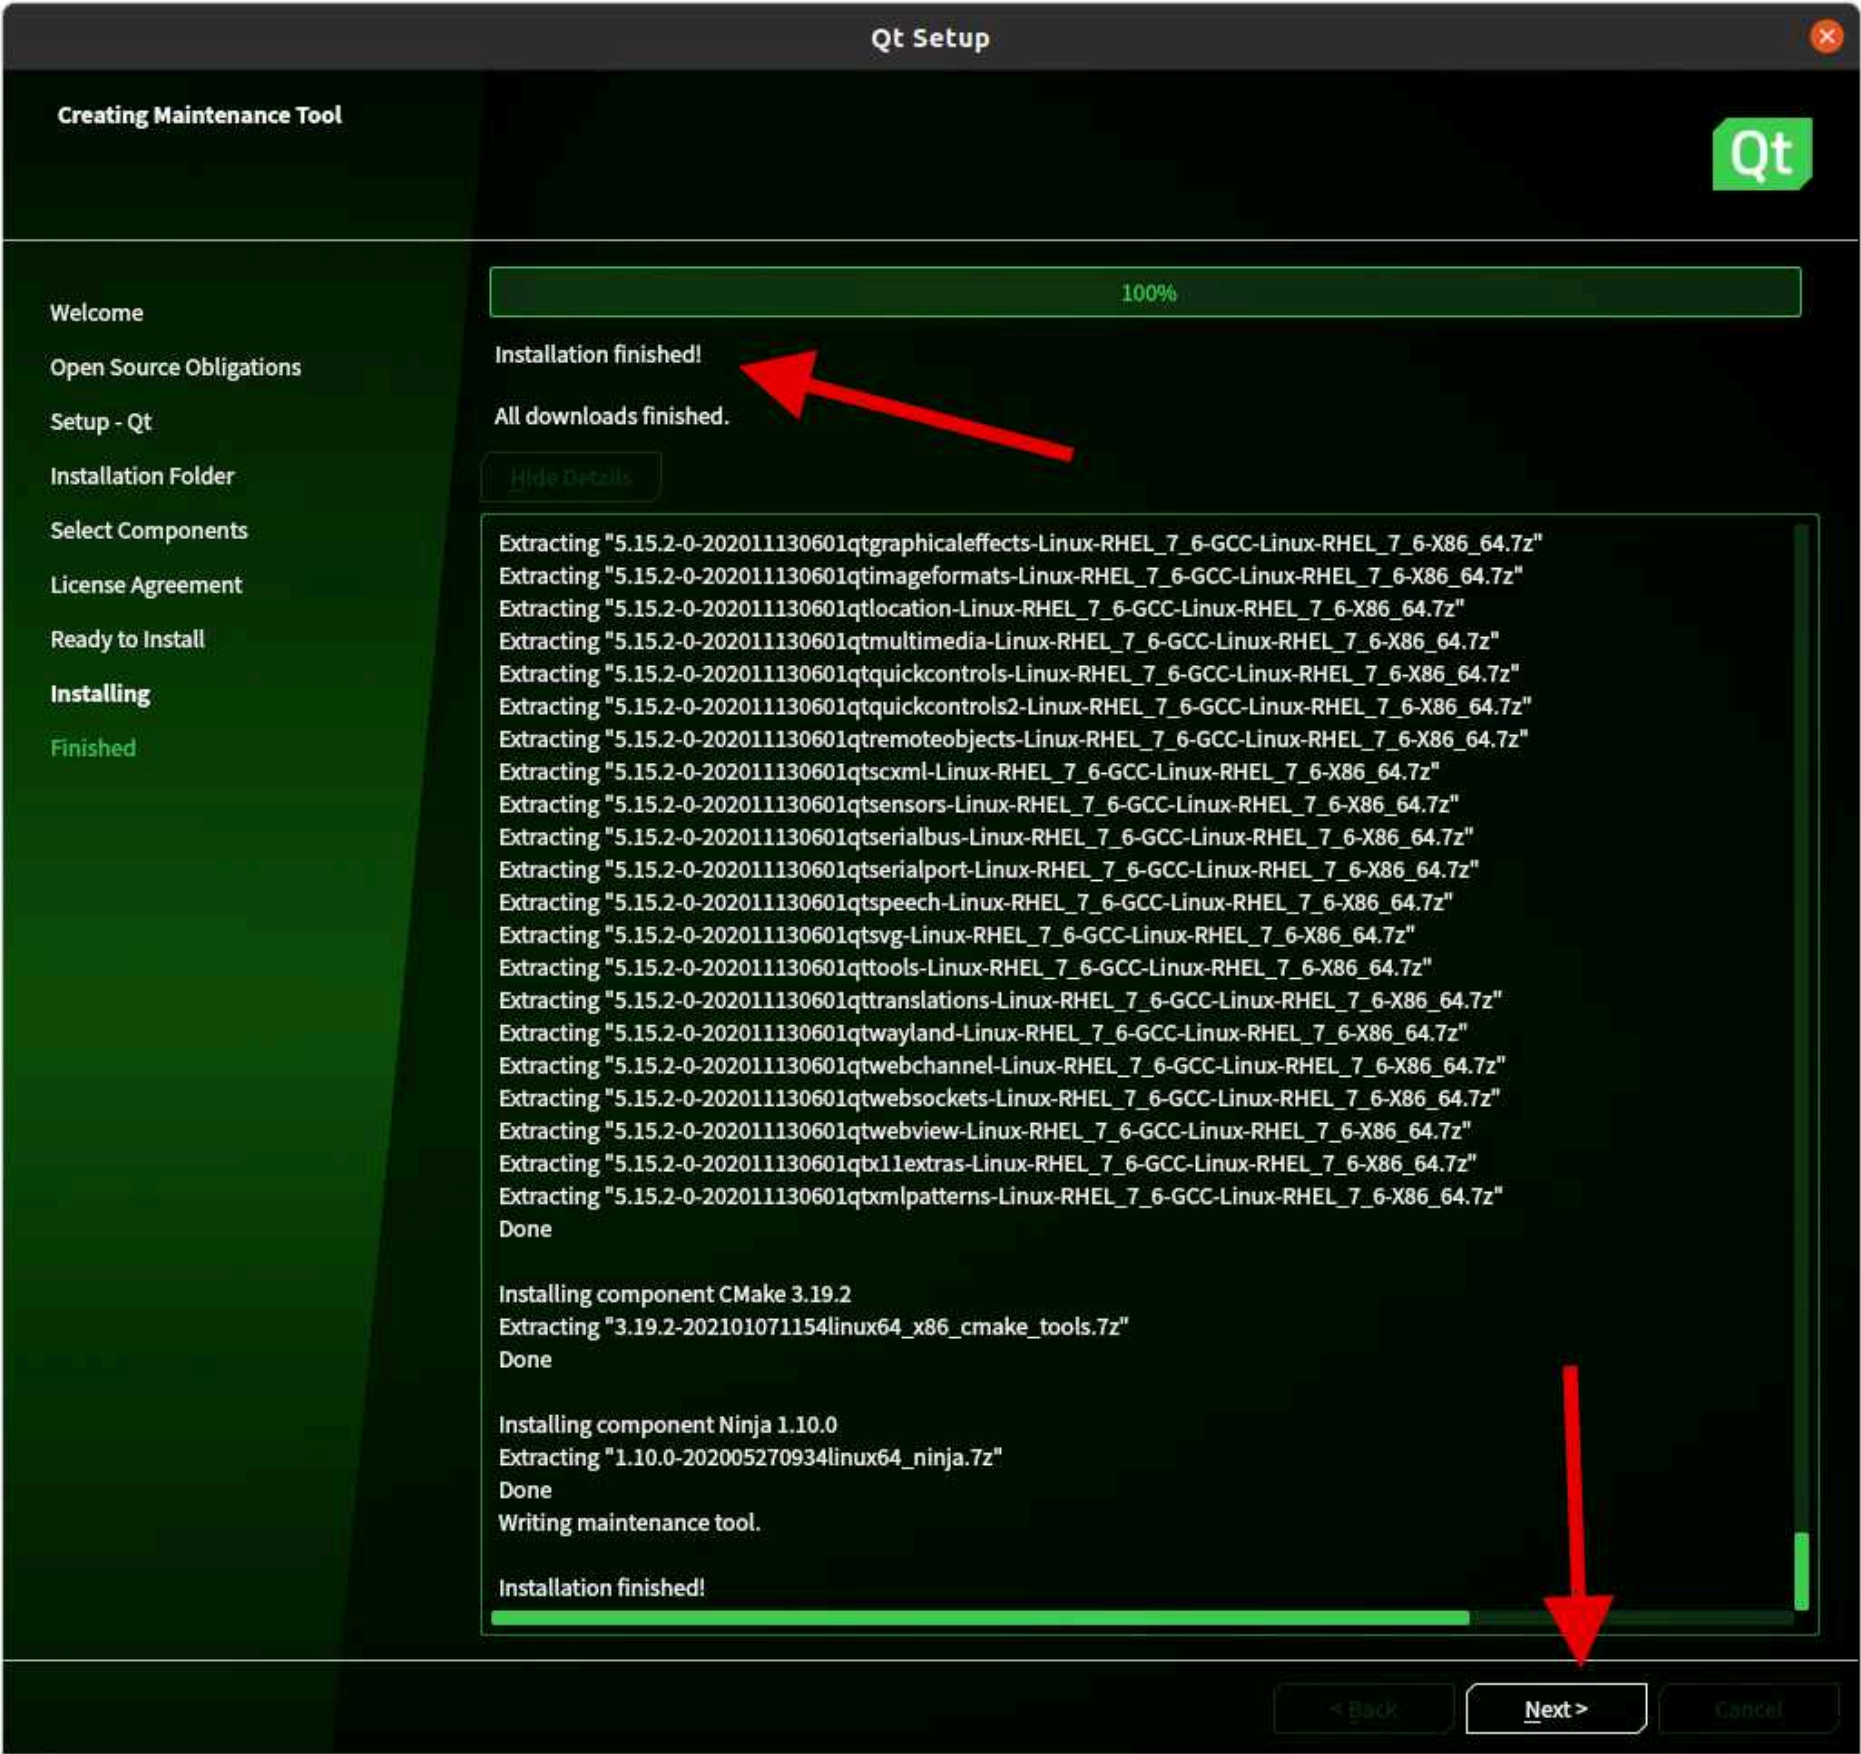 Qt Setup
Creating Maintenance Tool
Qt
Welcome
Open Source Obligations
Setup - Qt
Installation Folder
Select Components
License Agreement
Ready to Install
Installing
Finished
100%
Installation finished!
All downloads finished.
Hide Details
Extracting "5.15.2-0-202011130601qtgraphicaleffects-Linux-RHEL_7_6-GCC-Linux-RHEL_7_6-X86_64.7z"
Extracting "5.15.2-0-202011130601qtimageformats-Linux-RHEL_7_6-GCC-Linux-RHEL_7_6-X86_64.7z"
Extracting "5.15.2-0-202011130601qtlocation-Linux-RHEL_7_6-GCC-Linux-RHEL_7_6-X86_64.7z"
Extracting "5.15.2-0-202011130601qtmultimedia-Linux-RHEL_7_6-GCC-Linux-RHEL_7_6-X86_64.7z"
Extracting "5.15.2-0-202011130601qtquickcontrols-Linux-RHEL_7_6-GCC-Linux-RHEL_7_6-X86_64.7z"
Extracting "5.15.2-0-202011130601qtquickcontrols2-Linux-RHEL_7_6-GCC-Linux-RHEL_7_6-X86_64.7z"
Extracting "5.15.2-0-202011130601qtremoteobjects-Linux-RHEL_7_6-GCC-Linux-RHEL_7_6-X86_64.7z"
Extracting "5.15.2-0-202011130601qtscxml-Linux-RHEL_7_6-GCC-Linux-RHEL_7_6-X86_64.7z"
Extracting "5.15.2-0-202011130601qtsensors-Linux-RHEL_7_6-GCC-Linux-RHEL_7_6-X86_64.7z"
Extracting "5.15.2-0-202011130601qtserialbus-Linux-RHEL_7_6-GCC-Linux-RHEL_7_6-X86_64.7z"
Extracting "5.15.2-0-202011130601qtserialport-Linux-RHEL_7_6-GCC-Linux-RHEL_7_6-X86_64.7z"
Extracting "5.15.2-0-202011130601qtspeech-Linux-RHEL_7_6-GCC-Linux-RHEL_7_6-X86_64.7z"
Extracting "5.15.2-0-202011130601qtsvg-Linux-RHEL_7_6-GCC-Linux-RHEL_7_6-X86_64.7z"
Extracting "5.15.2-0-202011130601qttools-Linux-RHEL_7_6-GCC-Linux-RHEL_7_6-X86_64.7z"
Extracting "5.15.2-0-202011130601qttranslations-Linux-RHEL_7_6-GCC-Linux-RHEL_7_6-X86_64.7z"
Extracting "5.15.2-0-202011130601qtwayland-Linux-RHEL_7_6-GCC-Linux-RHEL_7_6-X86_64.7z"
Extracting "5.15.2-0-202011130601qtwebchannel-Linux-RHEL_7_6-GCC-Linux-RHEL_7_6-X86_64.7z"
Extracting "5.15.2-0-202011130601qtwebsockets-Linux-RHEL_7_6-GCC-Linux-RHEL_7_6-X86_64.7z"
Extracting "5.15.2-0-202011130601qtwebview-Linux-RHEL_7_6-GCC-Linux-RHEL_7_6-X86_64.7z"
Extracting "5.15.2-0-202011130601qtx11extras-Linux-RHEL_7_6-GCC-Linux-RHEL_7_6-X86_64.7z"
Extracting "5.15.2-0-202011130601qtxmlpatterns-Linux-RHEL_7_6-GCC-Linux-RHEL_7_6-X86_64.7z"
Done
Installing component CMake 3.19.2
Extracting "3.19.2-202101071154linux64_x86_cmake_tools.7z"
Done
Installing component Ninja 1.10.0
Extracting "1.10.0-202005270934linux64_ninja.7z"
Done
Writing maintenance tool.
Installation finished!
< Back
Next >
Cancel